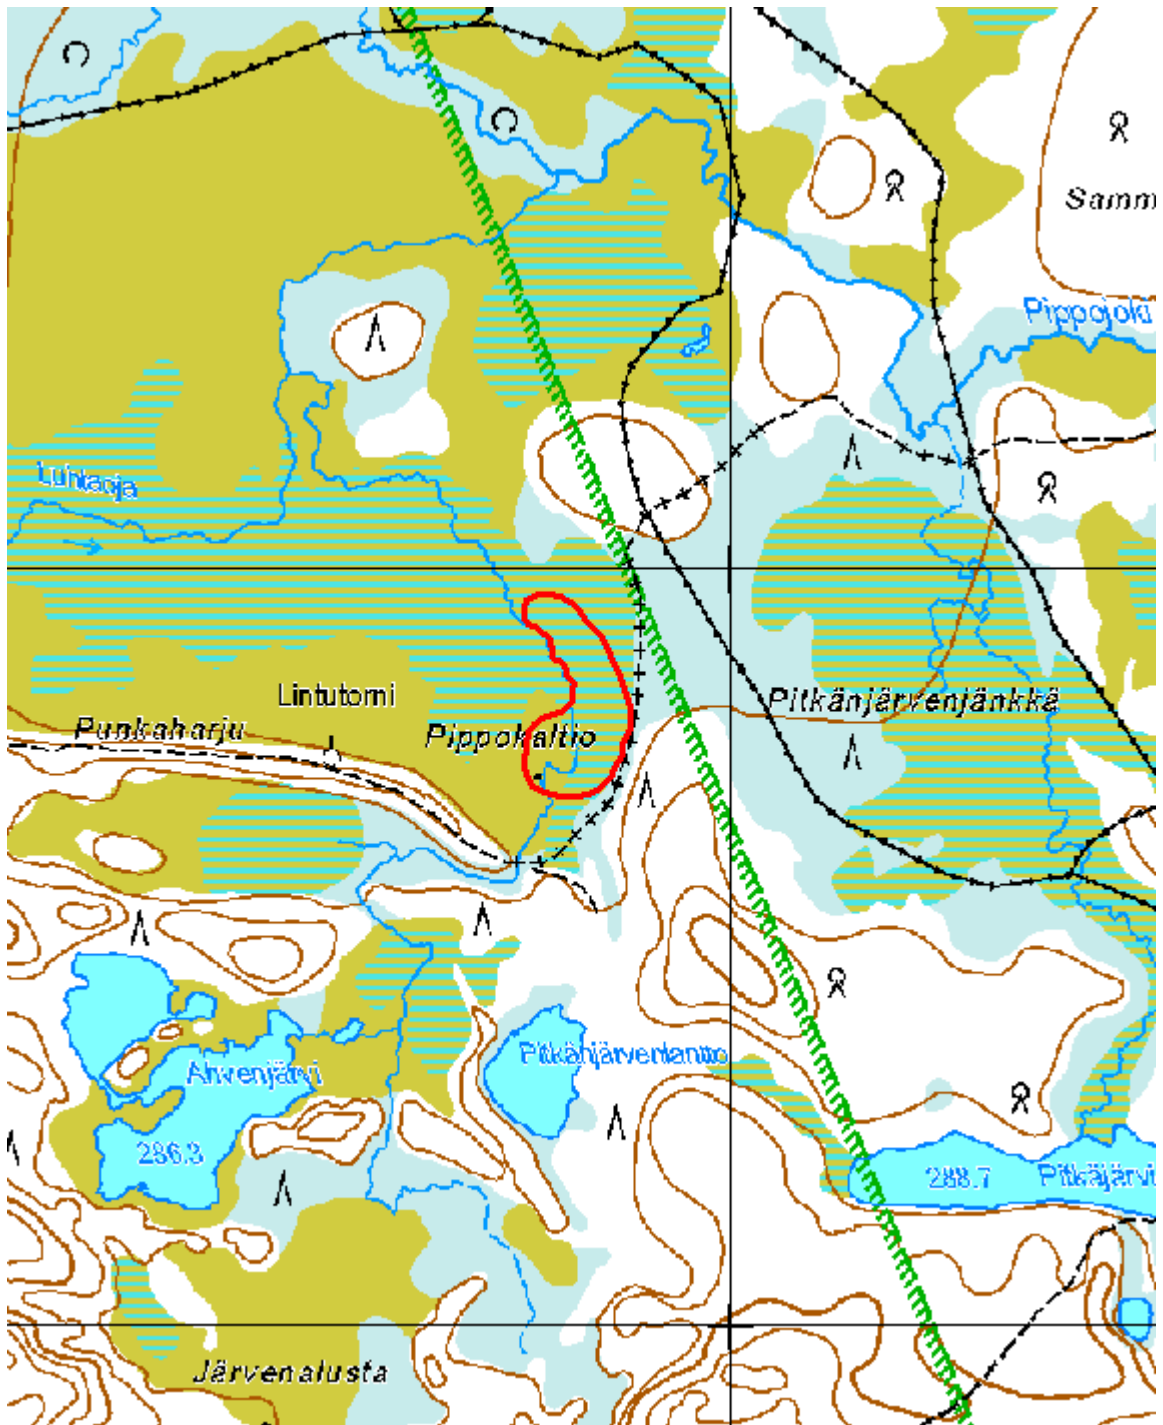 Samm
Pippojoki
Luhtaoja
Lintutorni
Punkaharju
Pippokaltio
Pitkänjärvenjänkkä
Ahvenjärvi
Pitkänjärvenlantto
286.3
288.7
Pitkäjärvi
Järvenalusta